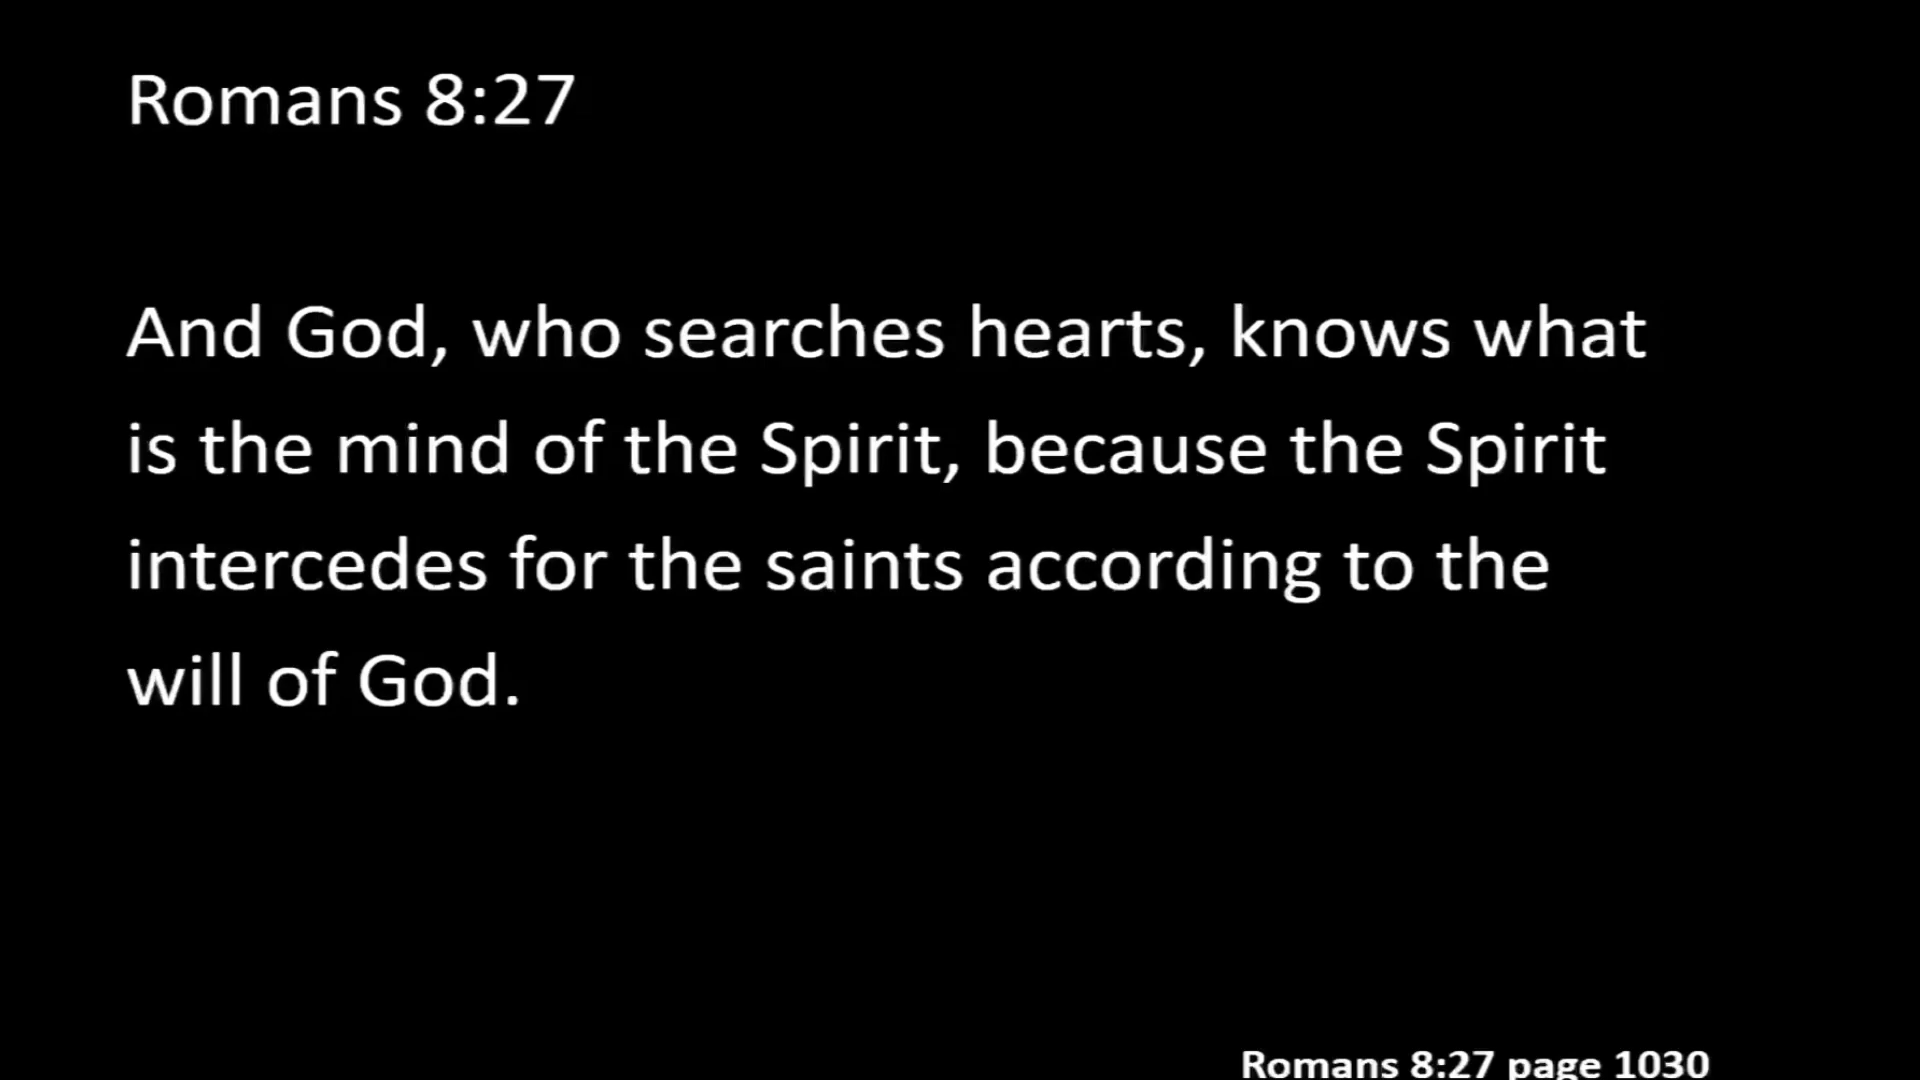 Romans 8:27
And God, who searches hearts, knows what
is the mind of the Spirit, because the Spirit
intercedes for the saints according to the
will of God.
Romans 8:27 page 1030